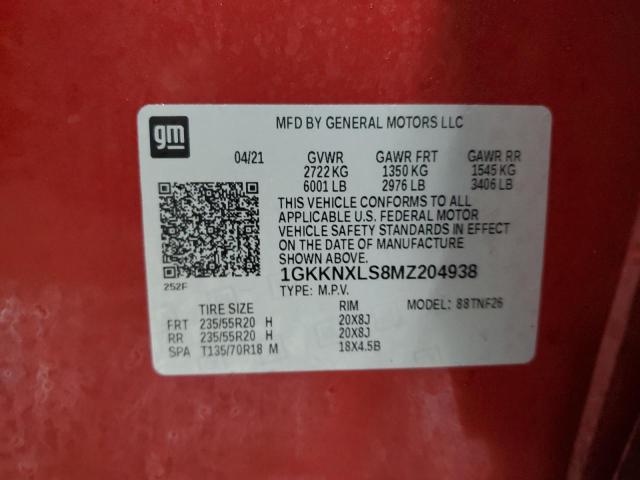 gm
MFD BY GENERAL MOTORS LLC
04/21 GVWR GAWR FRT GAWR RR
2722 KG 1350 KG 1545 KG
6001 LB 2976 LB 3406 LB
THIS VEHICLE CONFORMS TO ALL
APPLICABLE U.S. FEDERAL MOTOR
VEHICLE SAFETY STANDARDS IN EFFECT
ON THE DATE OF MANUFACTURE
SHOWN ABOVE.
1GKKNXLS8MZ204938
252F
TYPE: M.P.V.
TIRE SIZE RIM MODEL: 88TNF26
FRT 235/55R20 H 20X8J
RR 235/55R20 H 20X8J
SPA T135/70R18 M 18X4.5B